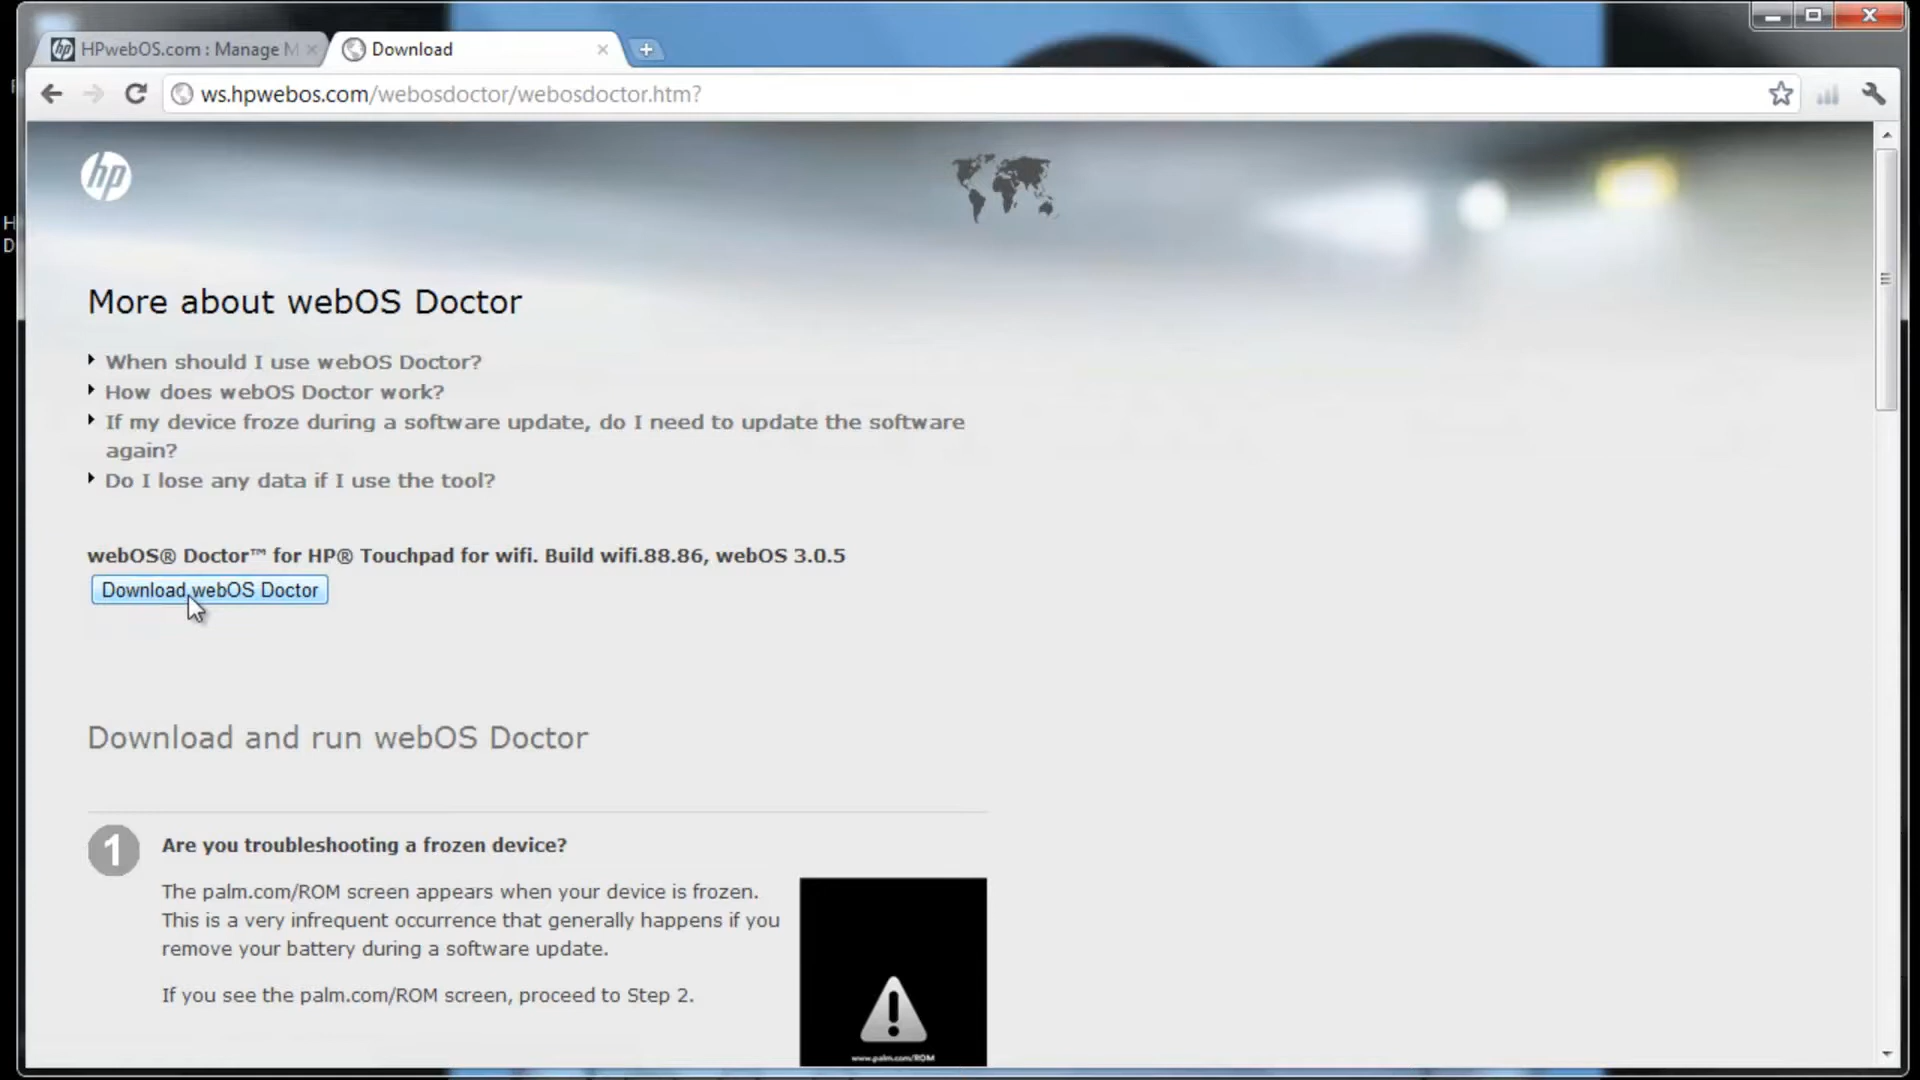 HPwebOS.com : Manage M
Download
ws.hpwebos.com/webosdoctor/webosdoctor.htm?
hp
H
D
More about webOS Doctor
When should I use webOS Doctor?
How does webOS Doctor work?
If my device froze during a software update, do I need to update the software
again?
Do I lose any data if I use the tool?
webOS® Doctor™ for HP® Touchpad for wifi. Build wifi.88.86, webOS 3.0.5
Download webOS Doctor
Download and run webOS Doctor
1
Are you troubleshooting a frozen device?
The palm.com/ROM screen appears when your device is frozen.
This is a very infrequent occurrence that generally happens if you
remove your battery during a software update.
If you see the palm.com/ROM screen, proceed to Step 2.
www.palm.com/ROM